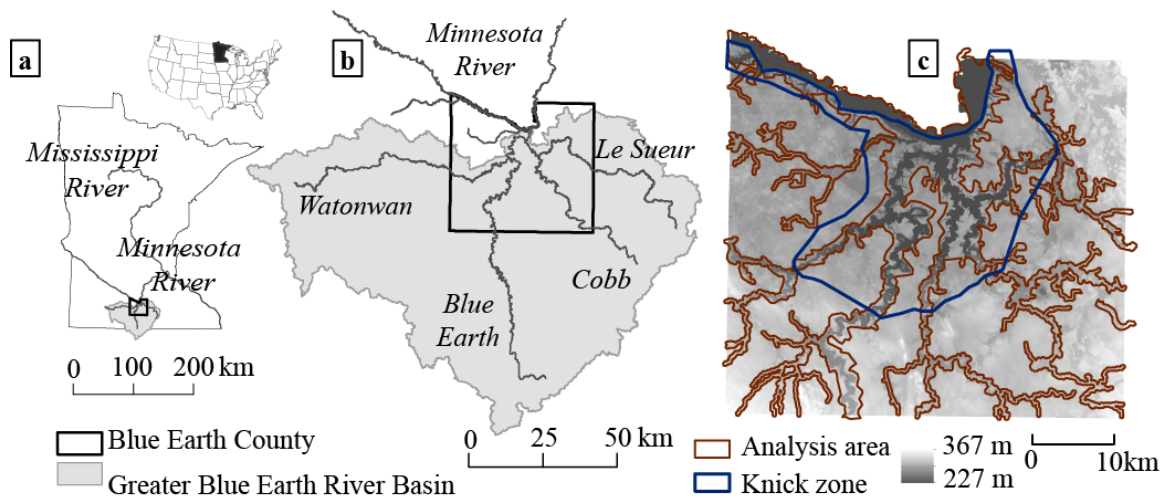 a
Mississippi
River
Minnesota
River
0 100 200 km
b
Minnesota
River
Le Sueur
Watonwan
Cobb
Blue
Earth
0 25 50 km
Blue Earth County
Greater Blue Earth River Basin
c
Analysis area
Knick zone
367 m
227 m
0 10km